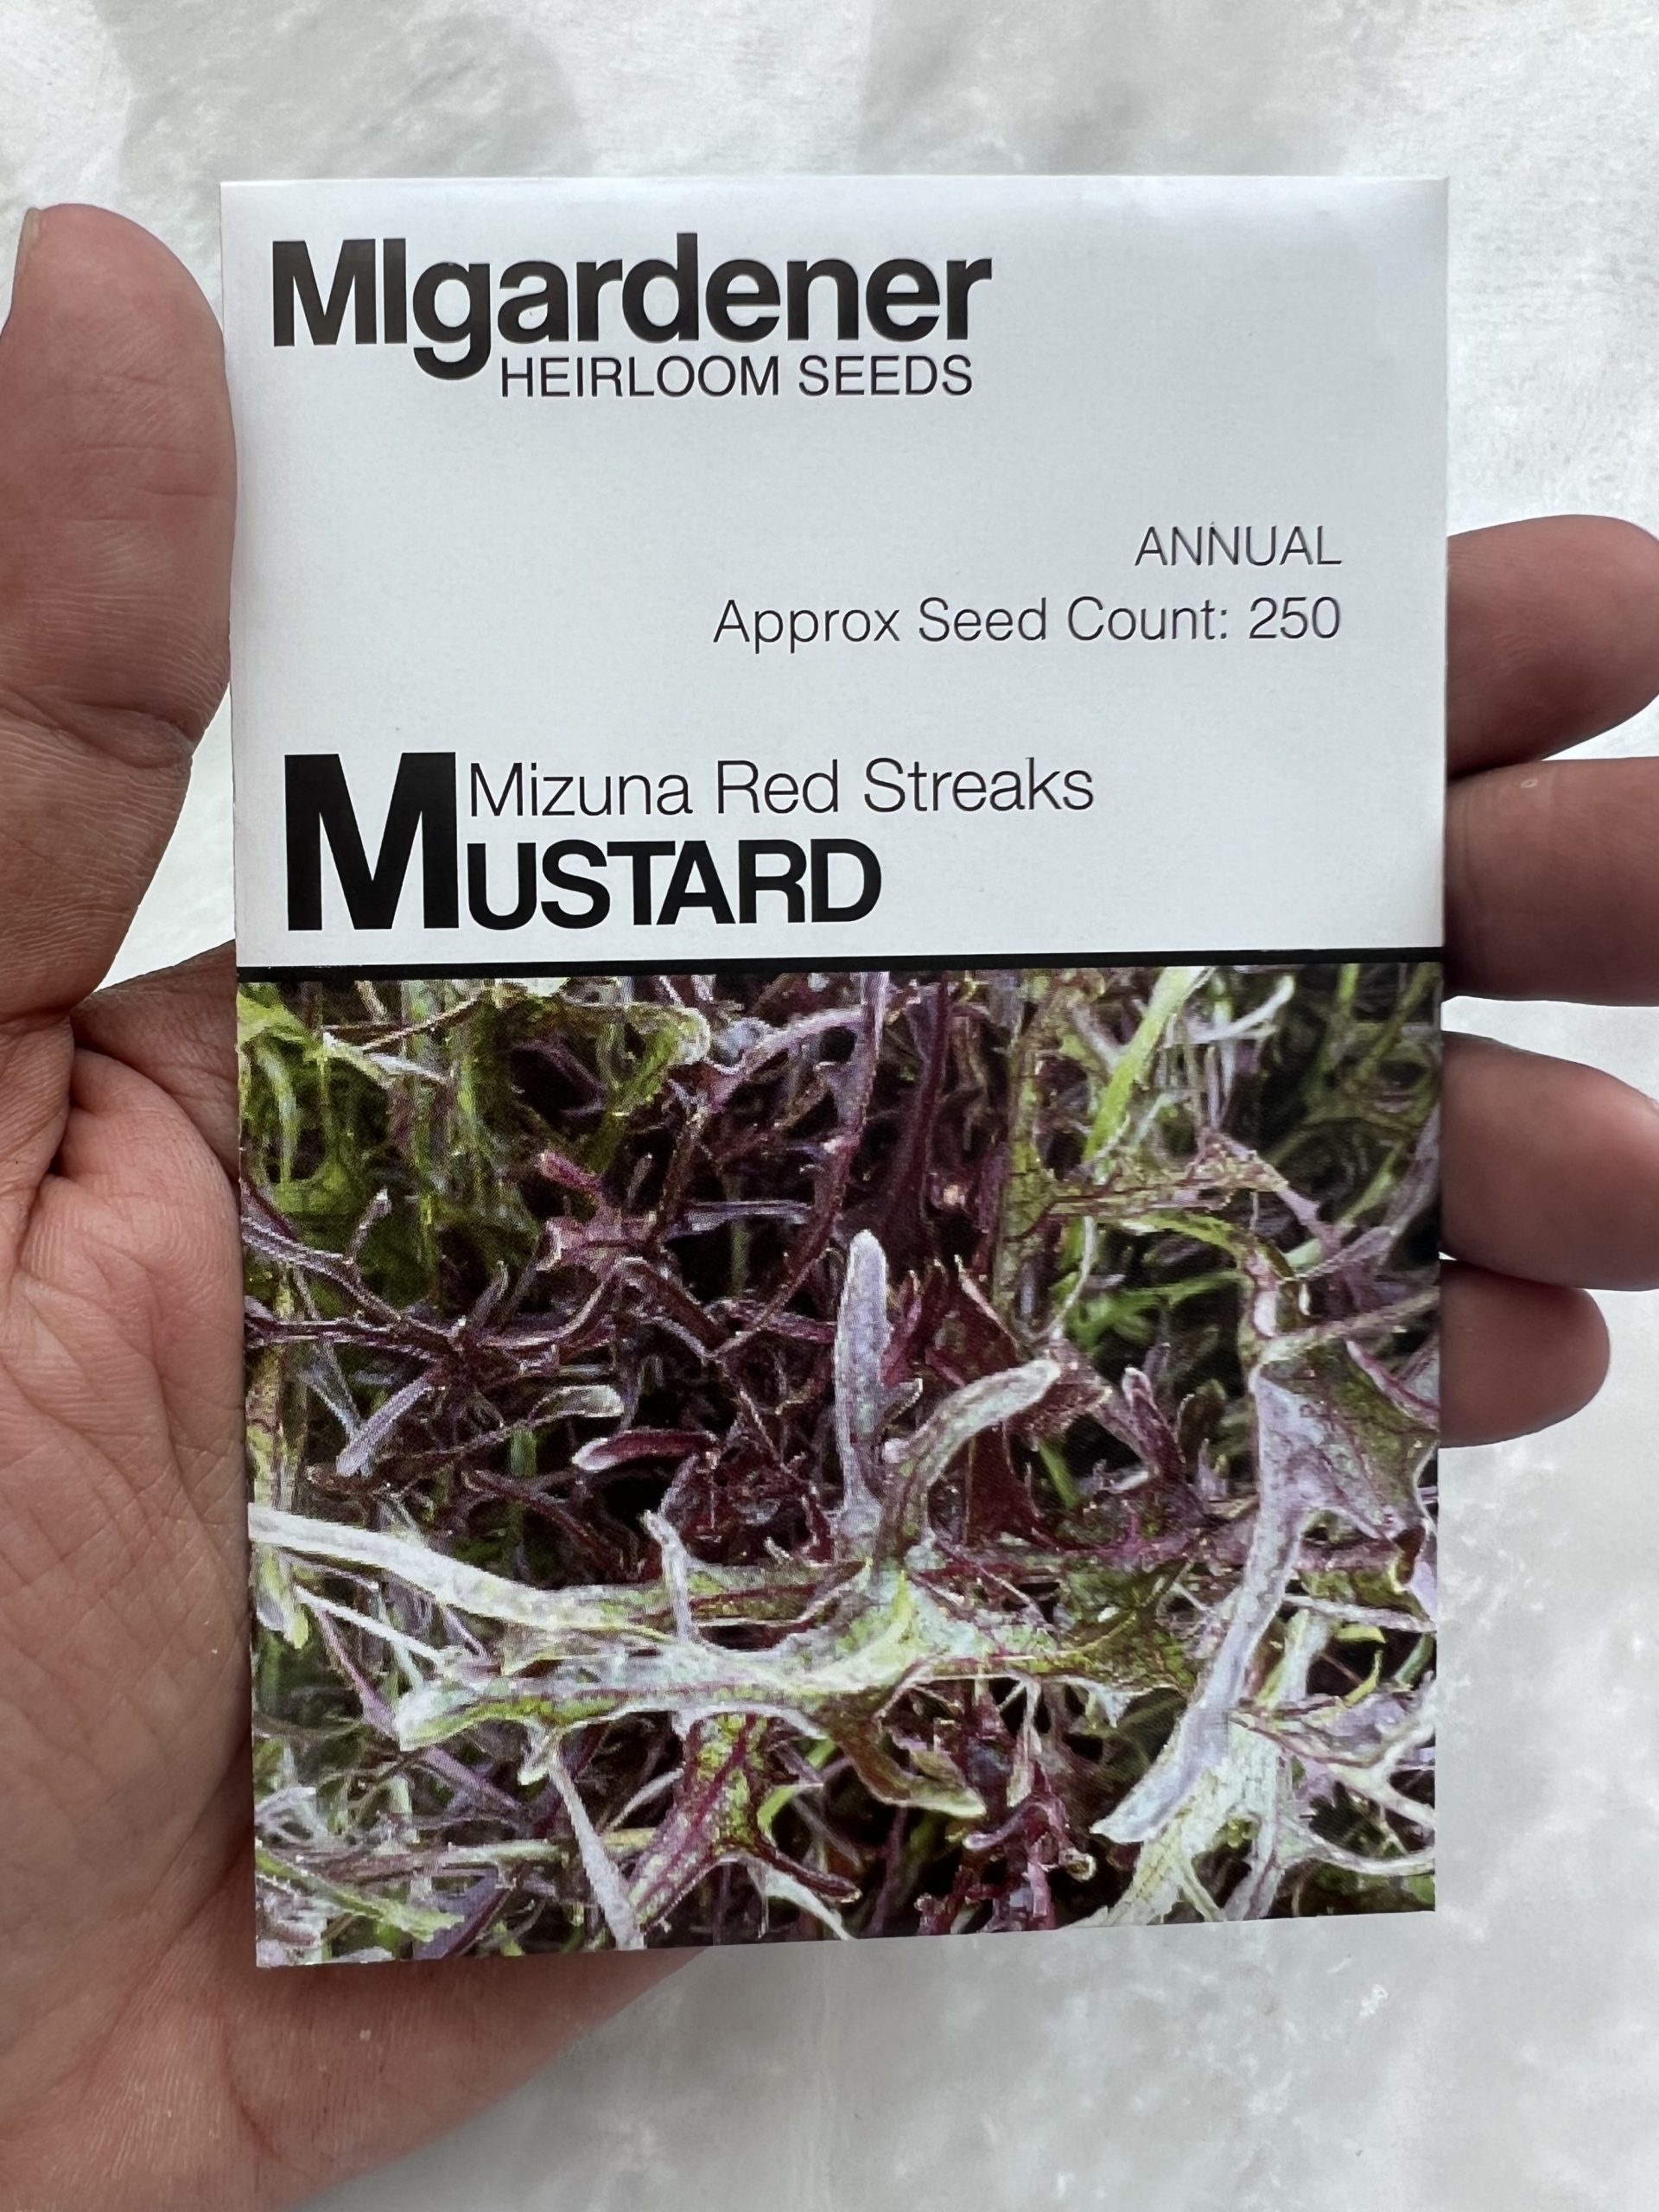 MIgardener
HEIRLOOM SEEDS
ANNUAL
Approx Seed Count: 250
Mizuna Red Streaks
MUSTARD